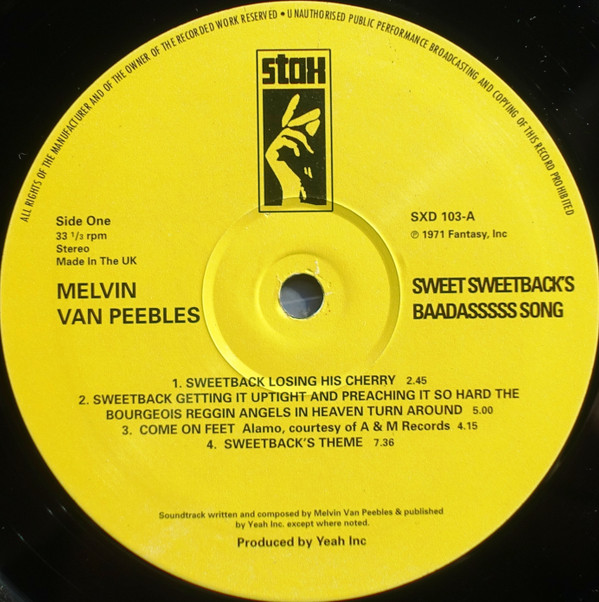 ALL RIGHTS OF THE MANUFACTURER AND OF THE OWNER OF THE RECORDED WORK RESERVED • UNAUTHORISED PUBLIC PERFORMANCE BROADCASTING AND COPYING OF THIS RECORD PROHIBITED
stax
Side One
33 1/3 rpm
Stereo
Made In The UK
SXD 103-A
℗ 1971 Fantasy, Inc
MELVIN
VAN PEEBLES
SWEET SWEETBACK'S
BAADASSSSS SONG
1. SWEETBACK LOSING HIS CHERRY 2.45
2. SWEETBACK GETTING IT UPTIGHT AND PREACHING IT SO HARD THE
BOURGEOIS REGGIN ANGELS IN HEAVEN TURN AROUND 5.00
3. COME ON FEET Alamo, courtesy of A & M Records 4.15
4. SWEETBACK'S THEME 7.36
Soundtrack written and composed by Melvin Van Peebles & published
by Yeah Inc. except where noted.
Produced by Yeah Inc